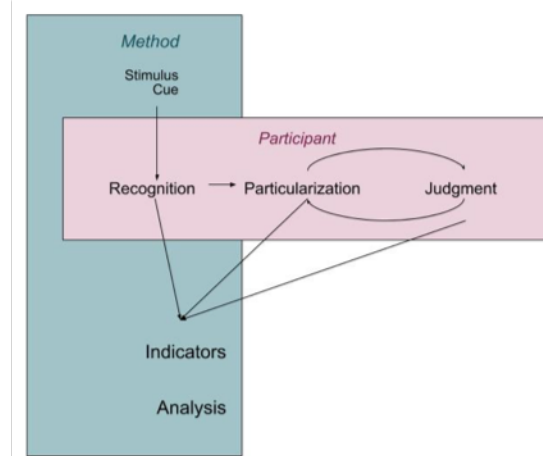 Method
Stimulus
Cue
Participant
Recognition
Particularization
Judgment
Indicators
Analysis